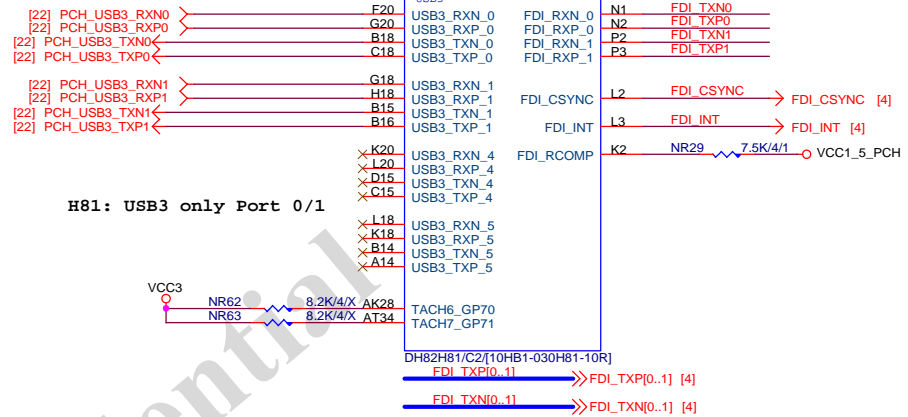 [22] PCH_USB3_RXN0 F20 USB3_RXN_0 FDI_RXN_0 N1 FDI_TXN0
[22] PCH_USB3_RXP0 G20 USB3_RXP_0 FDI_RXP_0 N2 FDI_TXP0
[22] PCH_USB3_TXN0 B18 USB3_TXN_0 FDI_RXN_1 P2 FDI_TXN1
[22] PCH_USB3_TXP0 C18 USB3_TXP_0 FDI_RXP_1 P3 FDI_TXP1
[22] PCH_USB3_RXN1 G18 USB3_RXN_1
[22] PCH_USB3_RXP1 H18 USB3_RXP_1 FDI_CSYNC L2 FDI_CSYNC FDI_CSYNC [4]
[22] PCH_USB3_TXN1 B15 USB3_TXN_1
[22] PCH_USB3_TXP1 B16 USB3_TXP_1 FDI_INT L3 FDI_INT FDI_INT [4]
K20 USB3_RXN_4 FDI_RCOMP K2 NR29 7.5K/4/1 VCC1_5_PCH
L20 USB3_RXP_4
D15 USB3_TXN_4
C15 USB3_TXP_4
H81: USB3 only Port 0/1
L18 USB3_RXN_5
K18 USB3_RXP_5
B14 USB3_TXN_5
A14 USB3_TXP_5
VCC3
NR62 8.2K/4/X AK28 TACH6_GP70
NR63 8.2K/4/X AT34 TACH7_GP71
DH82H81/C2/[10HB1-030H81-10R]
FDI_TXP[0..1] FDI_TXP[0..1] [4]
FDI_TXN[0..1] FDI_TXN[0..1] [4]
ential